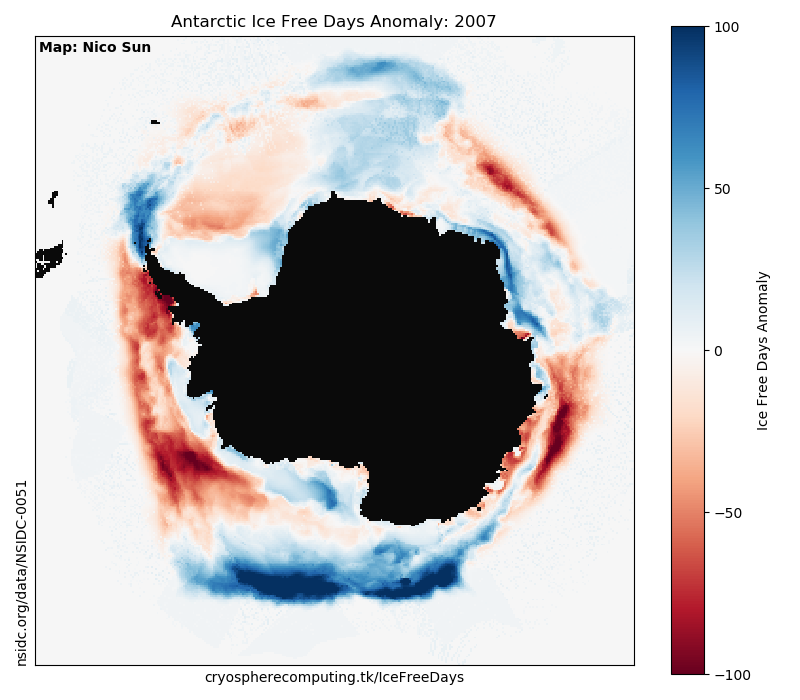 Antarctic Ice Free Days Anomaly: 2007
Map: Nico Sun
100
50
0
−50
−100
Ice Free Days Anomaly
nsidc.org/data/NSIDC-0051
cryospherecomputing.tk/IceFreeDays